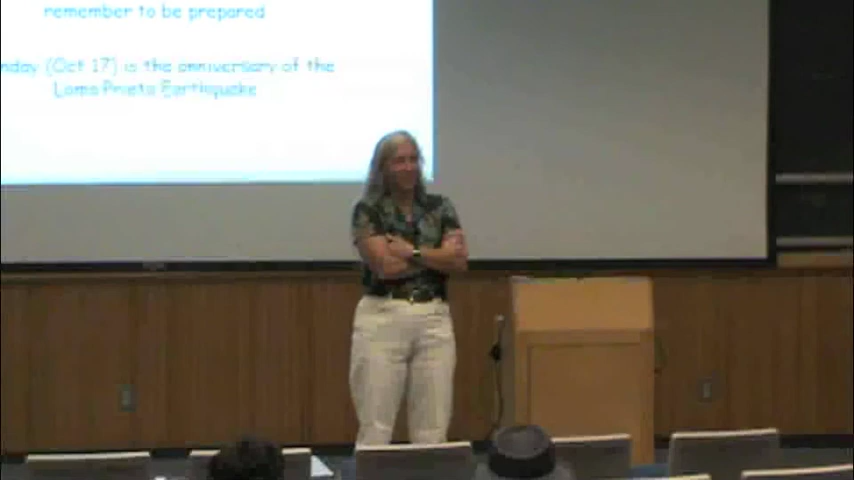 remember to be prepared
nday (Oct 17) is the anniversary of the
Loma Prieta Earthquake